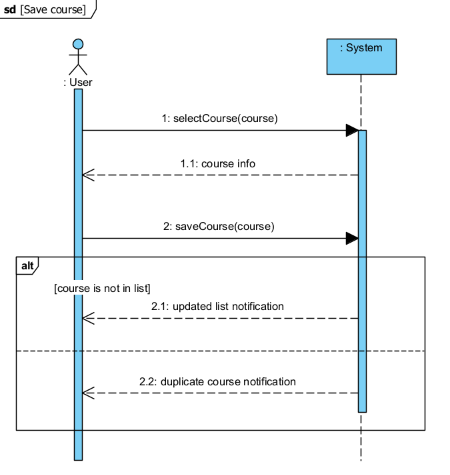 sd [Save course]
: System
: User
1: selectCourse(course)
1.1: course info
2: saveCourse(course)
alt
[course is not in list]
2.1: updated list notification
2.2: duplicate course notification